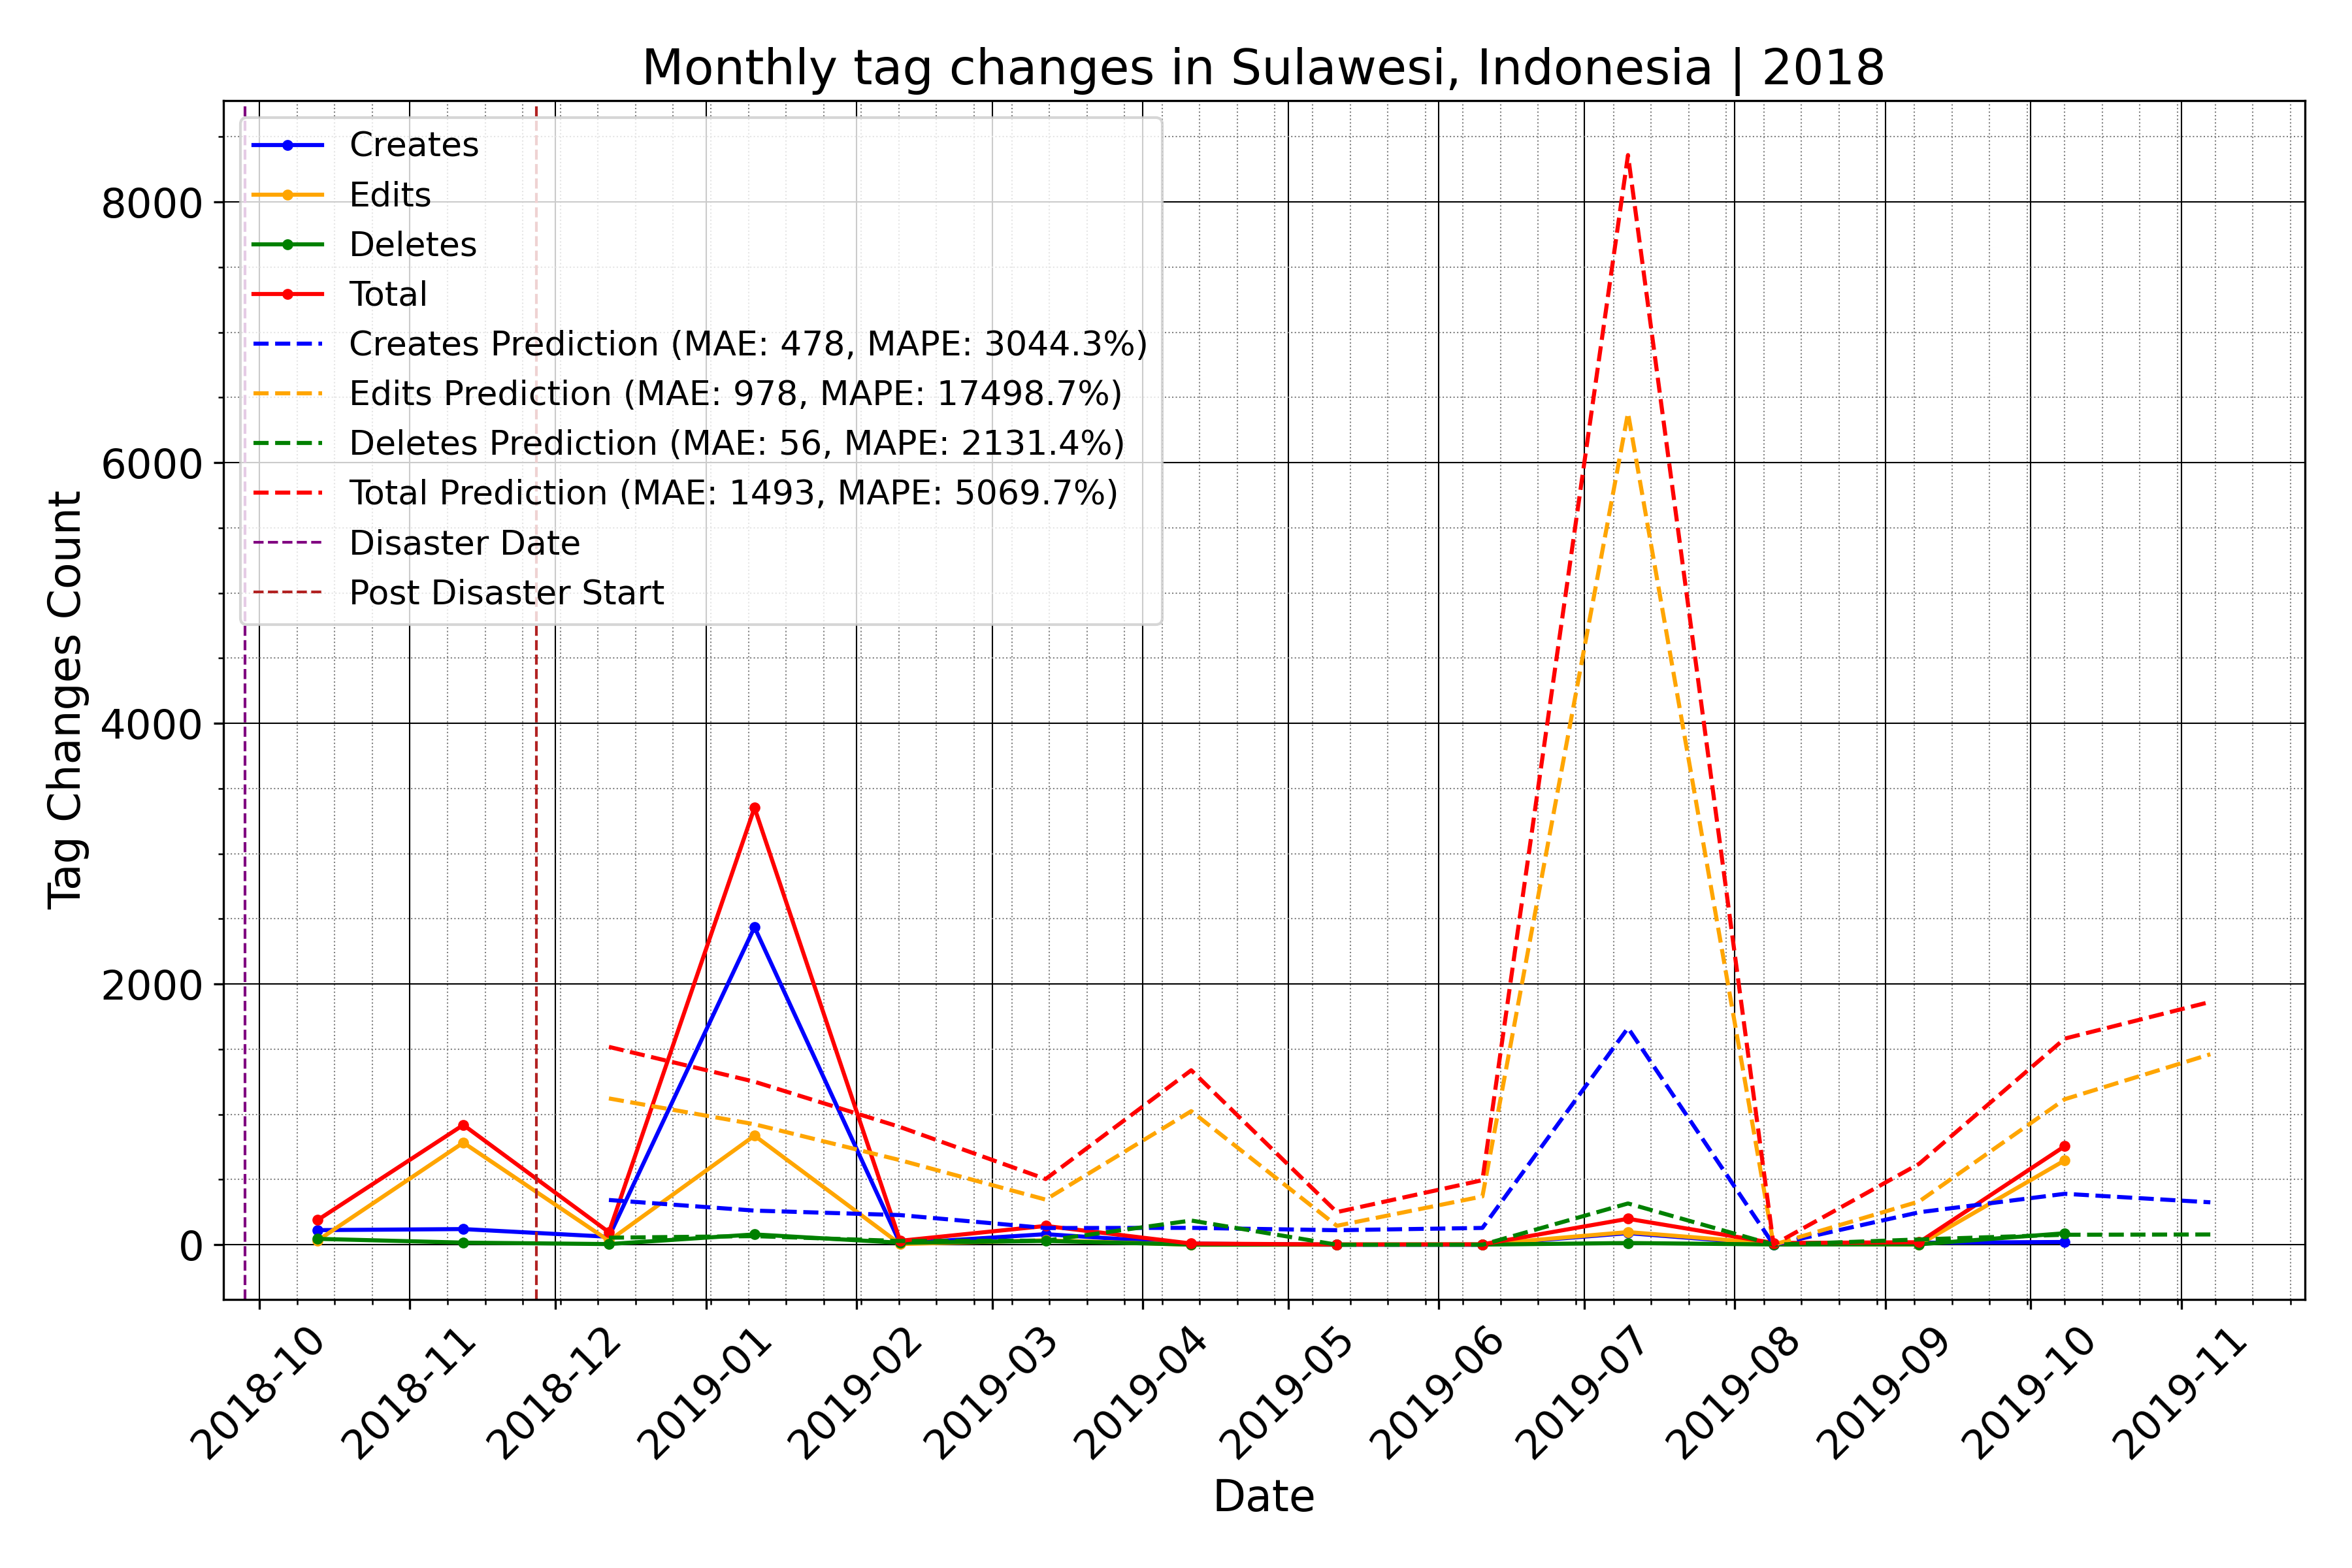 Monthly tag changes in Sulawesi, Indonesia | 2018
Creates
Edits
Deletes
Total
Creates Prediction (MAE: 478, MAPE: 3044.3%)
Edits Prediction (MAE: 978, MAPE: 17498.7%)
Deletes Prediction (MAE: 56, MAPE: 2131.4%)
Total Prediction (MAE: 1493, MAPE: 5069.7%)
Disaster Date
Post Disaster Start
Tag Changes Count
8000
6000
4000
2000
0
2018-10
2018-11
2018-12
2019-01
2019-02
2019-03
2019-04
2019-05
2019-06
2019-07
2019-08
2019-09
2019-10
2019-11
Date